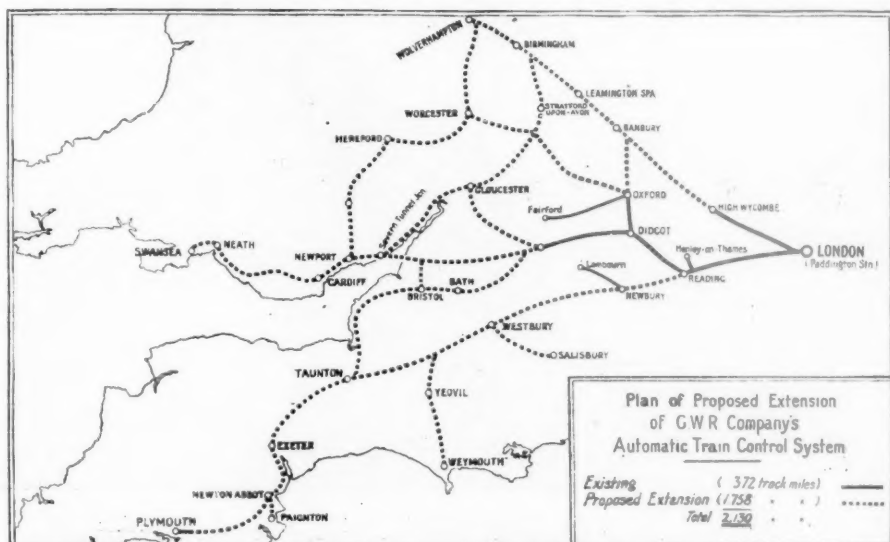 WOLVERHAMPTON
BIRMINGHAM
LEAMINGTON SPA
STRATFORD
UPON-AVON
WORCESTER
BANBURY
HEREFORD
GLOUCESTER
OXFORD
Fairford
HIGH WYCOMBE
Severn Tunnel Jcn
DIDCOT
Henley-on-Thames
LONDON
(Paddington Stn.)
SWANSEA
NEATH
NEWPORT
CARDIFF
BRISTOL
BATH
Lambourn
READING
NEWBURY
WESTBURY
SALISBURY
TAUNTON
YEOVIL
EXETER
WEYMOUTH
NEWTON ABBOT
PAIGNTON
PLYMOUTH
Plan of Proposed Extension
of GWR Company's
Automatic Train Control System
Existing ( 372 track miles)
Proposed Extension (1758 " " )
Total 2,130 " "